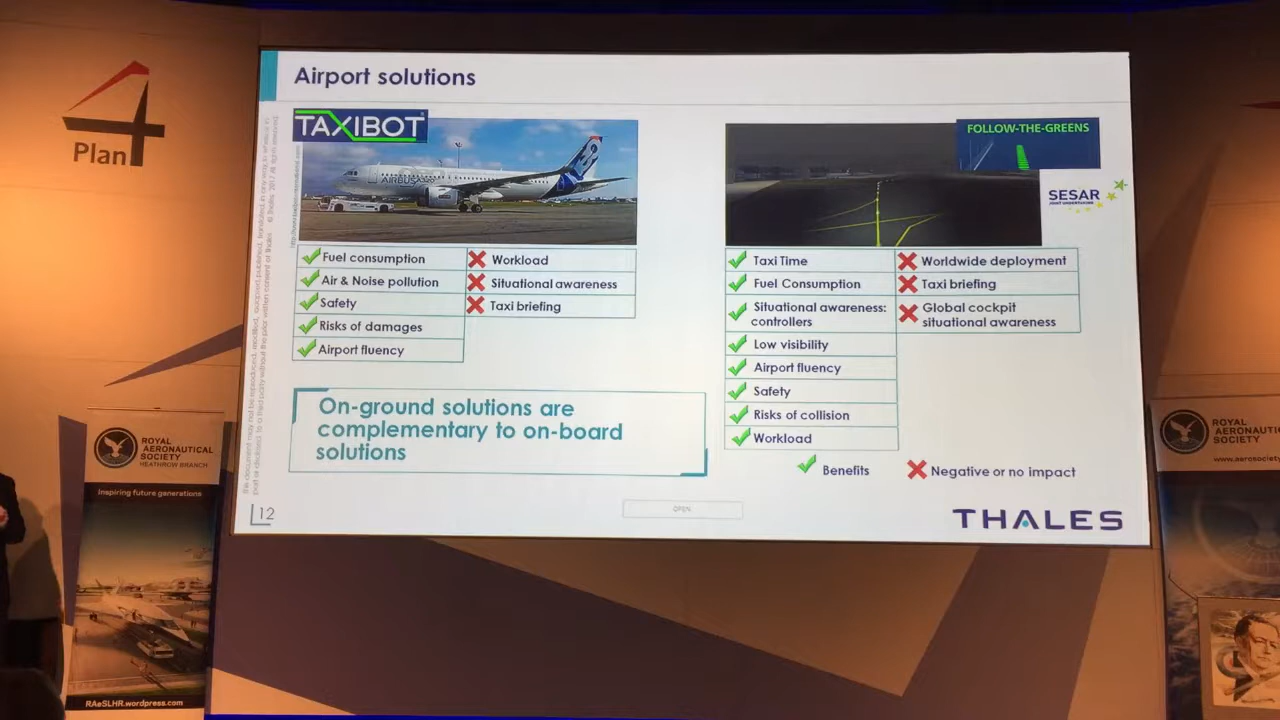 Airport solutions
4
Plan
TAXIBOT
AIRBUS
FOLLOW-THE-GREENS
SESAR
JOINT UNDERTAKING
Fuel consumption
Air & Noise pollution
Safety
Risks of damages
Airport fluency
Workload
Situational awareness
Taxi briefing
Taxi Time
Fuel Consumption
Situational awareness:
controllers
Low visibility
Airport fluency
Safety
Risks of collision
Workload
Worldwide deployment
Taxi briefing
Global cockpit
situational awareness
On-ground solutions are
complementary to on-board
solutions
Benefits
Negative or no impact
12
OPEN
THALES
ROYAL
AERONAUTICAL
SOCIETY
HEATHROW BRANCH
Inspiring future generations
RAeSLHR.wordpress.com
ROYAL
SOCIETY